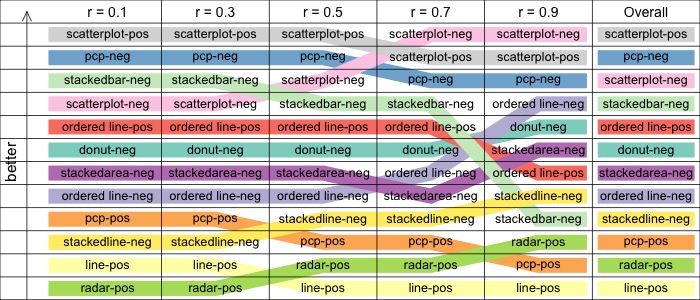 r = 0.1 r = 0.3 r = 0.5 r = 0.7 r = 0.9 Overall
scatterplot-pos scatterplot-pos scatterplot-pos scatterplot-neg scatterplot-neg scatterplot-pos
pcp-neg pcp-neg pcp-neg scatterplot-pos scatterplot-pos pcp-neg
stackedbar-neg stackedbar-neg scatterplot-neg pcp-neg pcp-neg scatterplot-neg
scatterplot-neg scatterplot-neg stackedbar-neg stackedbar-neg ordered line-neg stackedbar-neg
ordered line-pos ordered line-pos ordered line-pos ordered line-pos donut-neg ordered line-pos
donut-neg donut-neg donut-neg donut-neg stackedarea-neg donut-neg
stackedarea-neg stackedarea-neg stackedarea-neg ordered line-neg ordered line-pos stackedarea-neg
ordered line-neg ordered line-neg ordered line-neg stackedarea-neg stackedline-neg ordered line-neg
pcp-pos pcp-pos stackedline-neg stackedline-neg stackedbar-neg stackedline-neg
stackedline-neg stackedline-neg pcp-pos pcp-pos radar-pos pcp-pos
line-pos line-pos radar-pos radar-pos pcp-pos radar-pos
radar-pos radar-pos line-pos line-pos line-pos line-pos
better